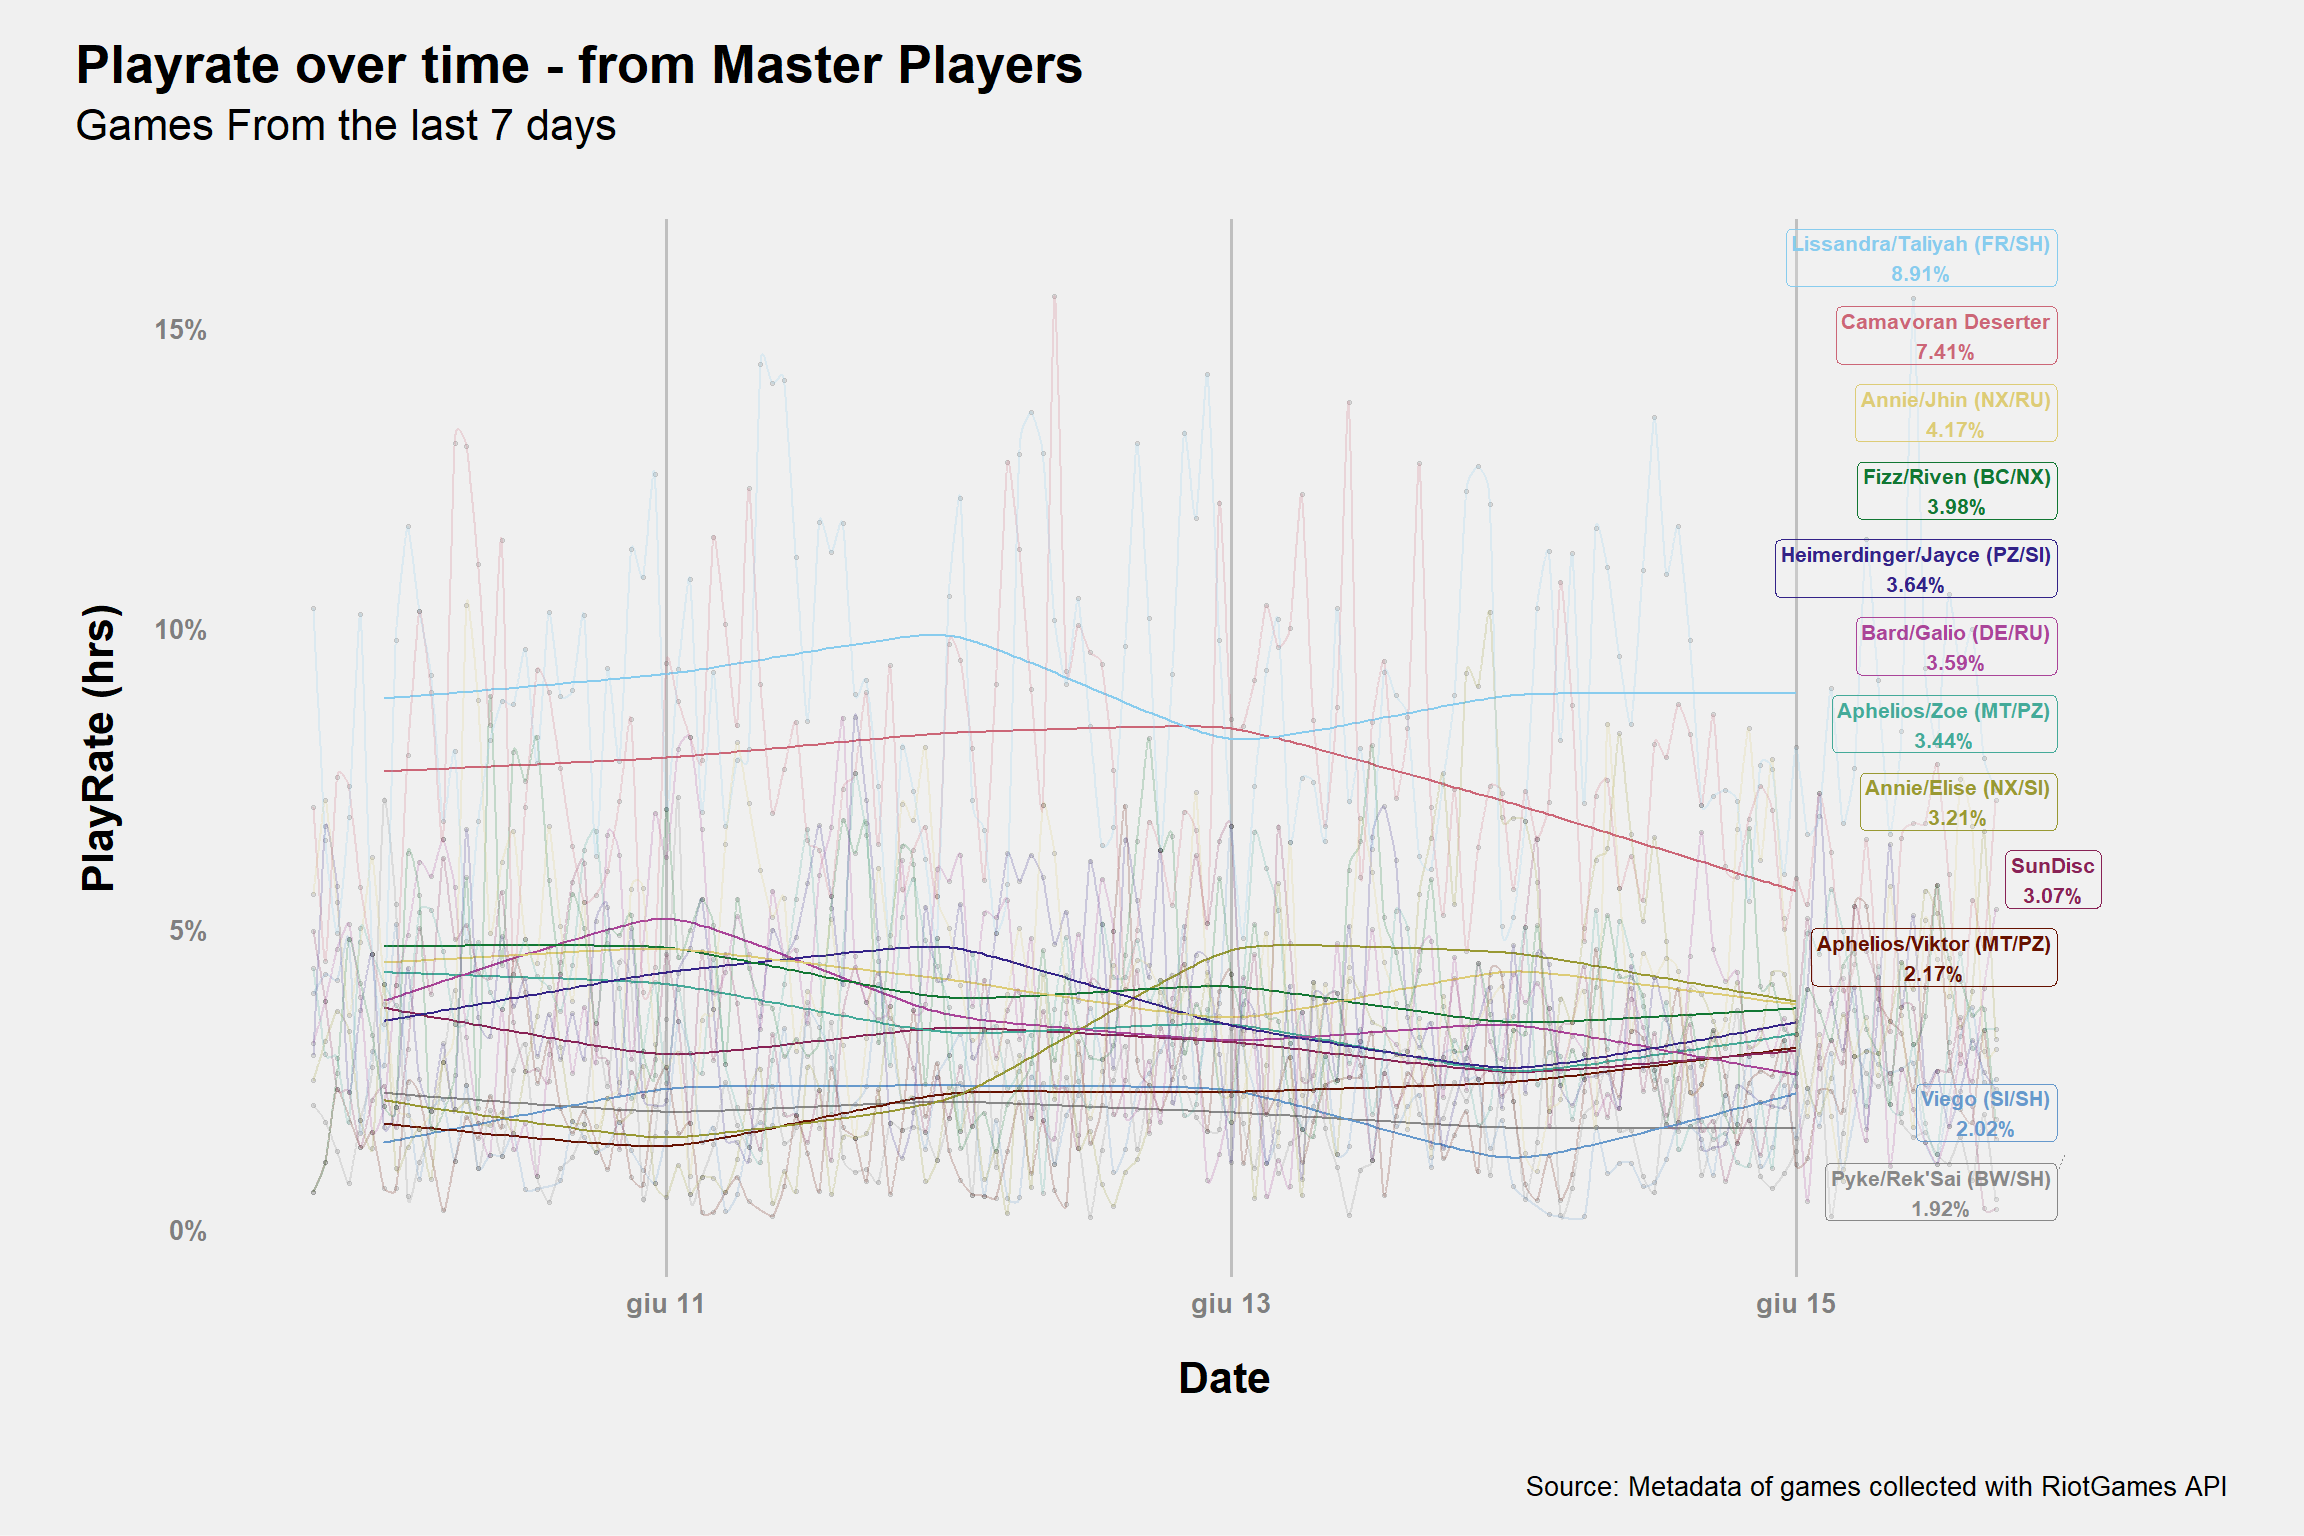 Playrate over time - from Master Players
Games From the last 7 days
PlayRate (hrs)
15%
10%
5%
0%
Lissandra/Taliyah (FR/SH)
8.91%
Camavoran Deserter
7.41%
Annie/Jhin (NX/RU)
4.17%
Fizz/Riven (BC/NX)
3.98%
Heimerdinger/Jayce (PZ/SI)
3.64%
Bard/Galio (DE/RU)
3.59%
Aphelios/Zoe (MT/PZ)
3.44%
Annie/Elise (NX/SI)
3.21%
SunDisc
3.07%
Aphelios/Viktor (MT/PZ)
2.17%
Viego (SI/SH)
2.02%
Pyke/Rek'Sai (BW/SH)
1.92%
giu 11
giu 13
giu 15
Date
Source: Metadata of games collected with RiotGames API